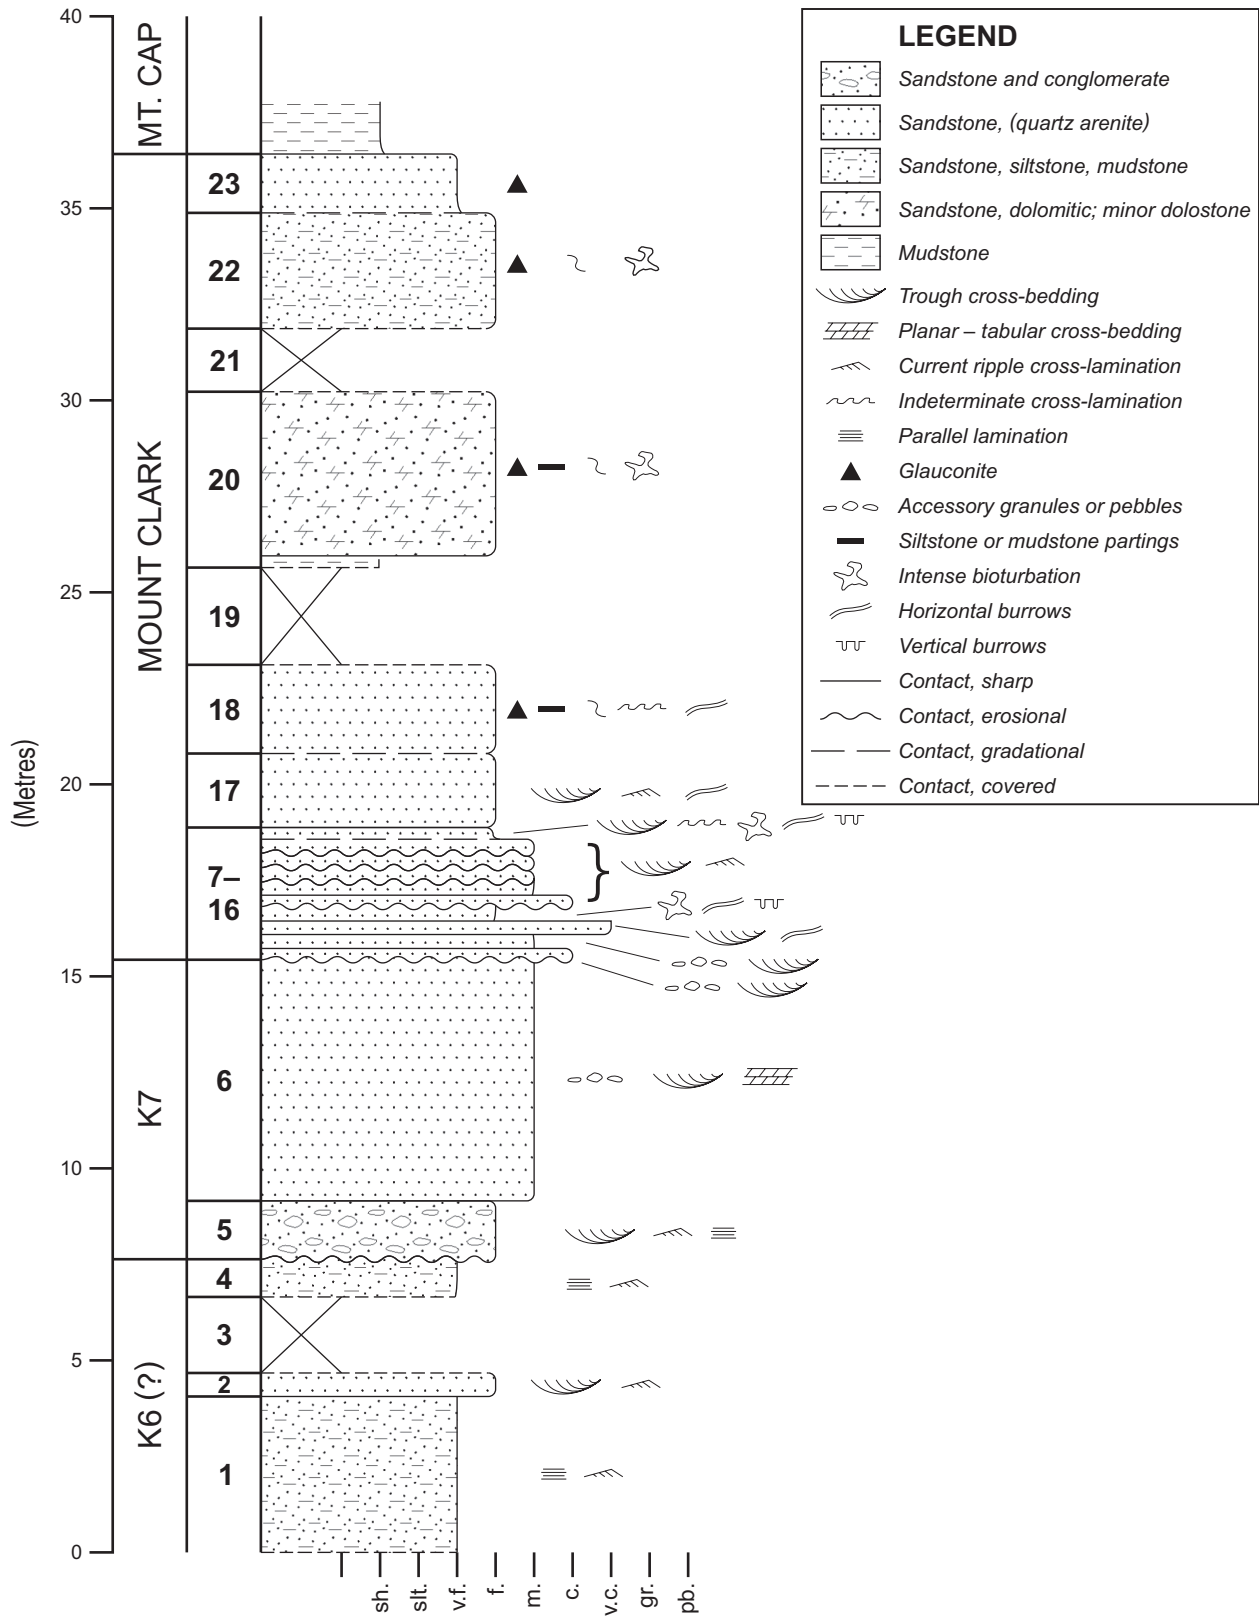 40
35
30
25
20
15
10
5
0
(Metres)
MT. CAP
MOUNT CLARK
K7
K6 (?)
23
22
21
20
19
18
17
7–
16
6
5
4
3
2
1
sh.
slt.
v.f.
f.
m.
c.
v.c.
gr.
pb.
LEGEND
Sandstone and conglomerate
Sandstone, (quartz arenite)
Sandstone, siltstone, mudstone
Sandstone, dolomitic; minor dolostone
Mudstone
Trough cross-bedding
Planar – tabular cross-bedding
Current ripple cross-lamination
Indeterminate cross-lamination
Parallel lamination
Glauconite
Accessory granules or pebbles
Siltstone or mudstone partings
Intense bioturbation
Horizontal burrows
Vertical burrows
Contact, sharp
Contact, erosional
Contact, gradational
Contact, covered